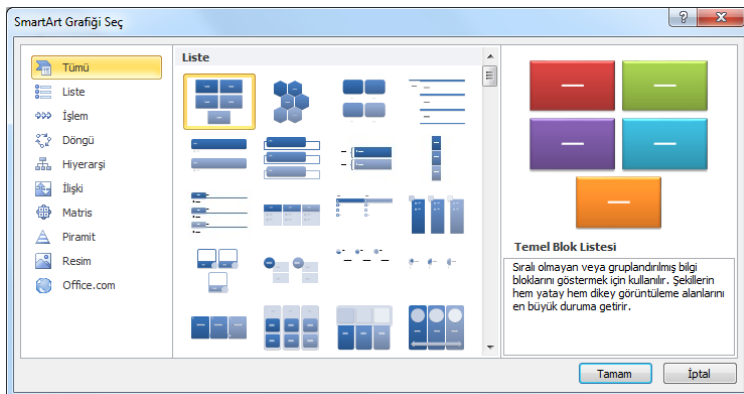 SmartArt Grafiği Seç
Tümü
Liste
İşlem
Döngü
Hiyerarşi
İlişki
Matris
Piramit
Resim
Office.com
Liste
Temel Blok Listesi
Sıralı olmayan veya gruplandırılmış bilgi
bloklarını göstermek için kullanılır. Şekillerin
hem yatay hem dikey görüntüleme alanlarını
en büyük duruma getirir.
Tamam
İptal